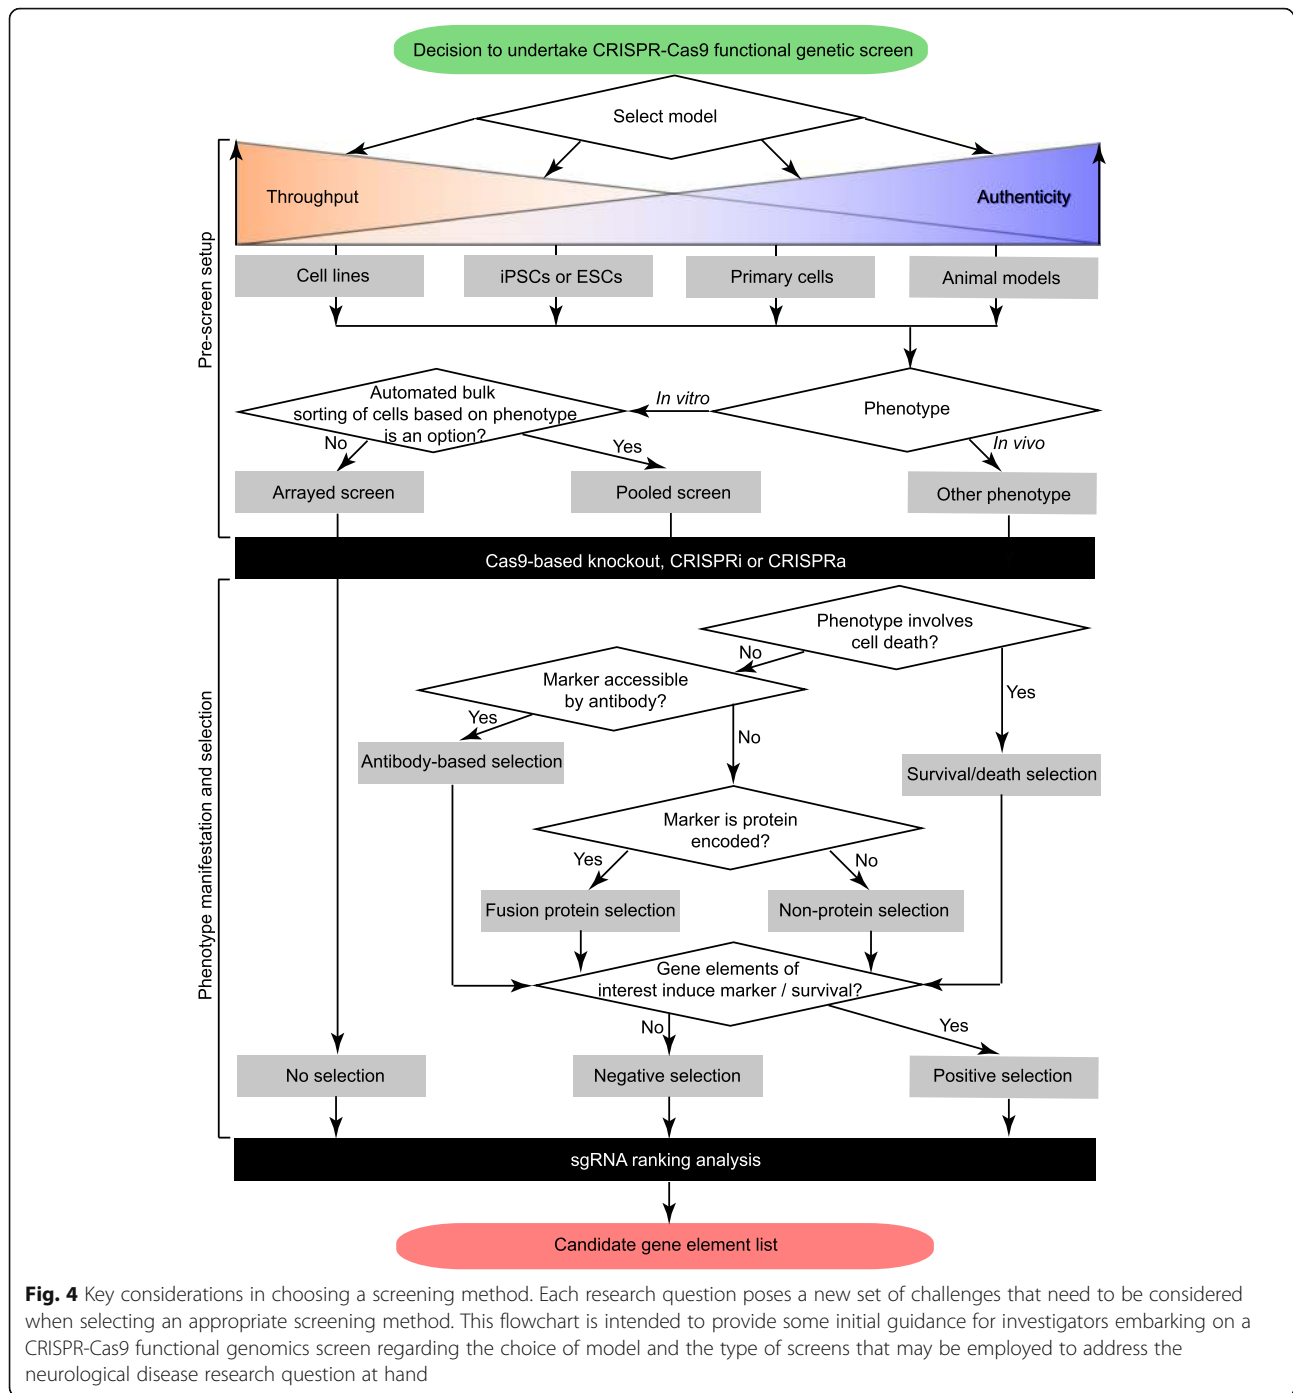 Decision to undertake CRISPR-Cas9 functional genetic screen
Select model
Throughput
Authenticity
Pre-screen setup
Cell lines
iPSCs or ESCs
Primary cells
Animal models
Automated bulk
sorting of cells based on phenotype
is an option?
In vitro
Phenotype
No
Yes
In vivo
Arrayed screen
Pooled screen
Other phenotype
Cas9-based knockout, CRISPRi or CRISPRa
Phenotype manifestation and selection
Phenotype involves
cell death?
No
Yes
Marker accessible
by antibody?
Yes
No
Antibody-based selection
Survival/death selection
Marker is protein
encoded?
Yes
No
Fusion protein selection
Non-protein selection
Gene elements of
interest induce marker / survival?
No
Yes
No selection
Negative selection
Positive selection
sgRNA ranking analysis
Candidate gene element list
Fig. 4 Key considerations in choosing a screening method. Each research question poses a new set of challenges that need to be considered
when selecting an appropriate screening method. This flowchart is intended to provide some initial guidance for investigators embarking on a
CRISPR-Cas9 functional genomics screen regarding the choice of model and the type of screens that may be employed to address the
neurological disease research question at hand